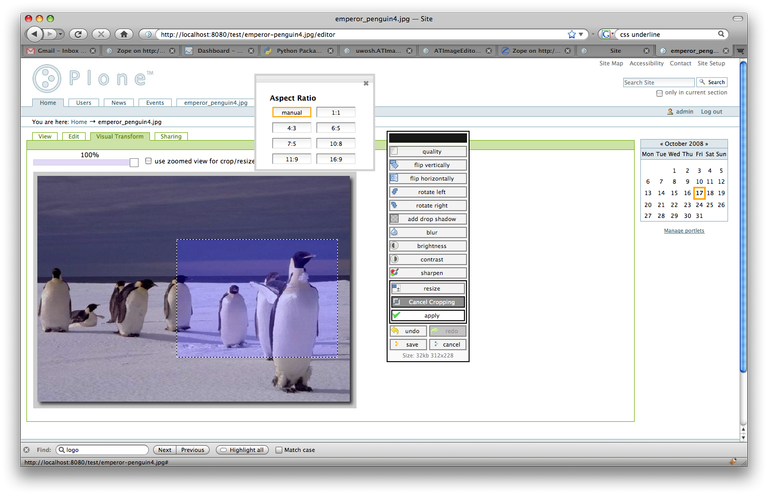 emperor_penguin4.jpg — Site
http://localhost:8080/test/emperor-penguin4.jpg/editor
css underline
Gmail – Inbox ...
Zope on http:/...
Dashboard – ...
Python Packa...
uwosh.ATIma...
ATImageEdito...
Zope on http:/...
Site
emperor_peng...
Site Map Accessibility Contact Site Setup
Plone™
Search Site
Search
only in current section
Home Users News Events emperor_penguin4.jpg
admin Log out
You are here: Home → emperor_penguin4.jpg
View Edit Visual Transform Sharing
100%
use zoomed view for crop/resize
Aspect Ratio
manual 1:1
4:3 6:5
7:5 10:8
11:9 16:9
quality
flip vertically
flip horizontally
rotate left
rotate right
add drop shadow
blur
brightness
contrast
sharpen
resize
Cancel Cropping
apply
undo redo
save cancel
Size: 32kb 312x228
« October 2008 »
Mon Tue Wed Thu Fri Sat Sun
1 2 3 4 5
6 7 8 9 10 11 12
13 14 15 16 17 18 19
20 21 22 23 24 25 26
27 28 29 30 31
Manage portlets
Find: logo Next Previous Highlight all Match case
http://localhost:8080/test/emperor-penguin4.jpg#